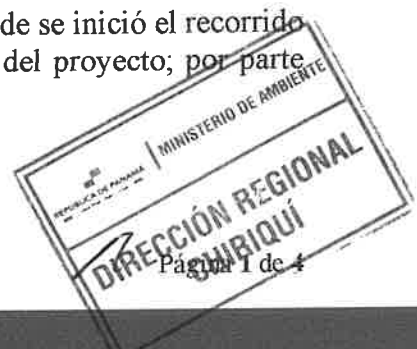 de se inició el recorrido
del proyecto; por parte
REPÚBLICA DE PANAMÁ
MINISTERIO DE AMBIENTE
DIRECCIÓN REGIONAL
CHIRIQUÍ
Página 1 de 4